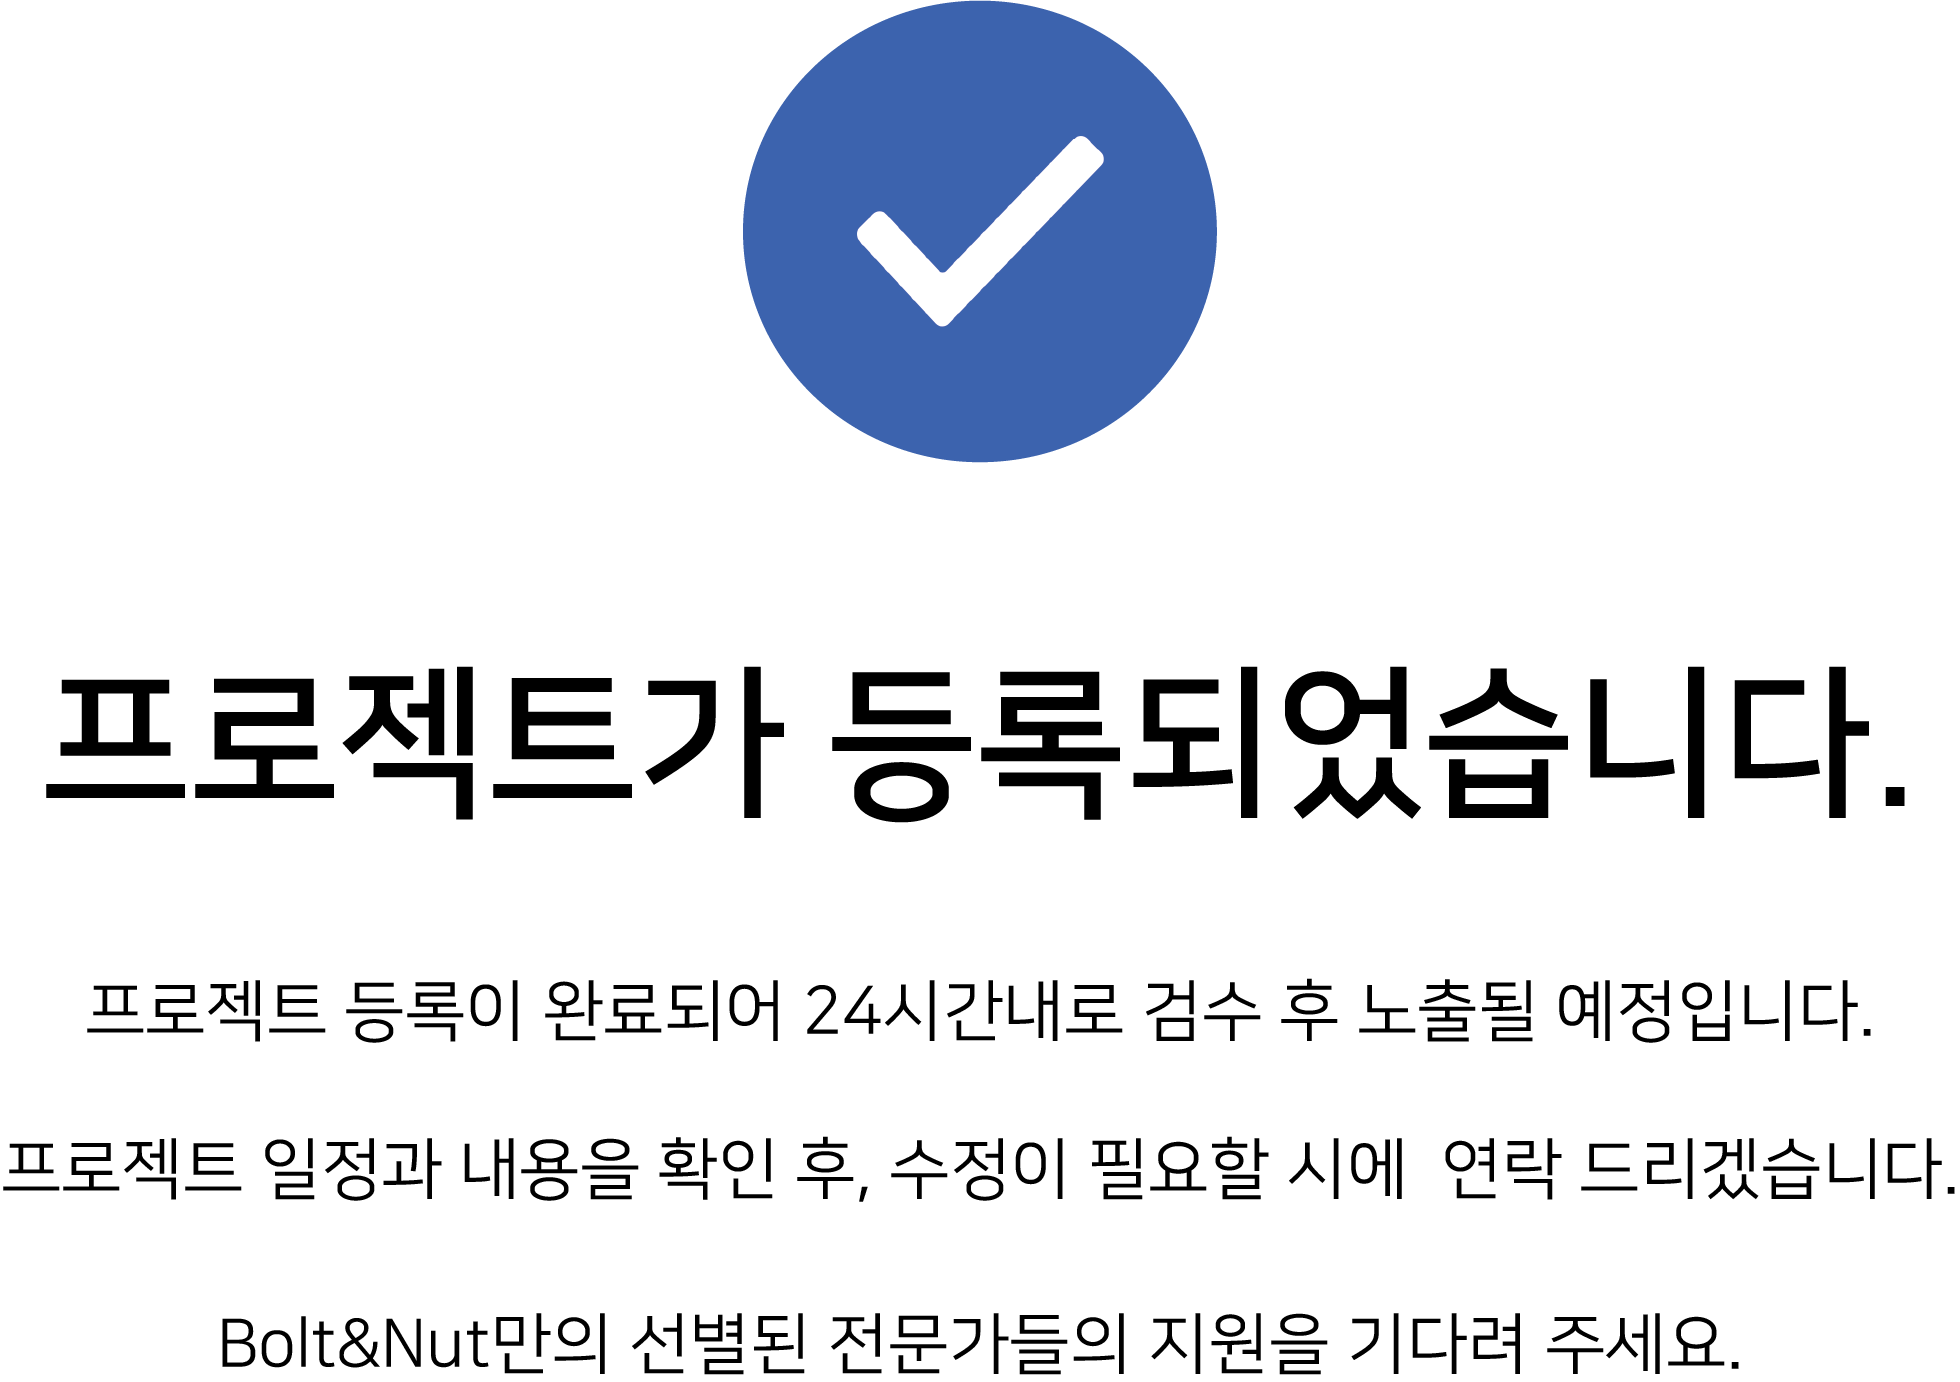 프로젝트가 등록되었습니다.
프로젝트 등록이 완료되어 24시간내로 검수 후 노출될 예정입니다.
프로젝트 일정과 내용을 확인 후, 수정이 필요할 시에  연락 드리겠습니다.
Bolt&Nut만의 선별된 전문가들의 지원을 기다려 주세요.